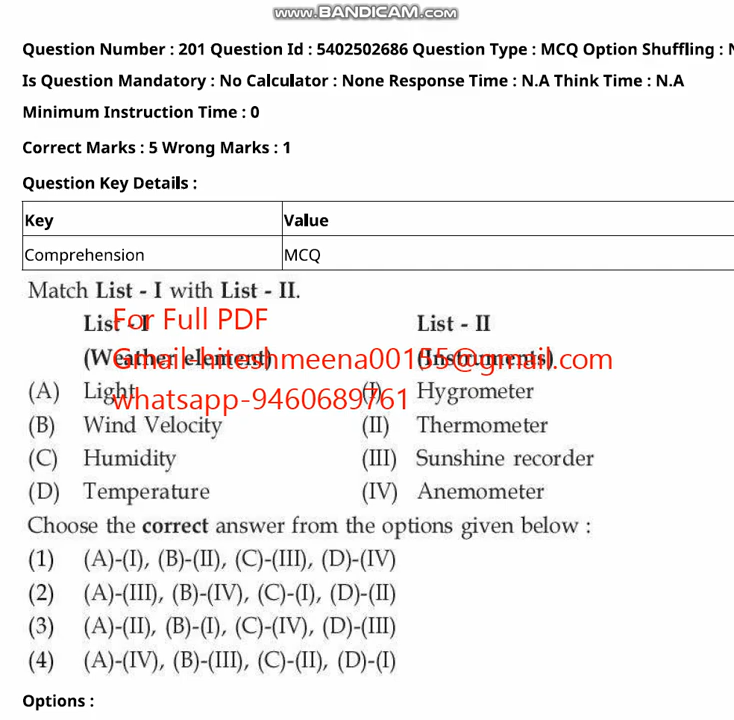 www.BANDICAM.com
Question Number : 201 Question Id : 5402502686 Question Type : MCQ Option Shuffling :
Is Question Mandatory : No Calculator : None Response Time : N.A Think Time : N.A
Minimum Instruction Time : 0
Correct Marks : 5 Wrong Marks : 1
Question Key Details :
Key Value
Comprehension MCQ
Match List - I with List - II.
List - I List - II
For Full PDF
(Weather element) (Instruments)
Gmail-hiteshmeena00155@gmail.com
(A) Light (I) Hygrometer
whatsapp-9460689761
(B) Wind Velocity (II) Thermometer
(C) Humidity (III) Sunshine recorder
(D) Temperature (IV) Anemometer
Choose the correct answer from the options given below :
(1) (A)-(I), (B)-(II), (C)-(III), (D)-(IV)
(2) (A)-(III), (B)-(IV), (C)-(I), (D)-(II)
(3) (A)-(II), (B)-(I), (C)-(IV), (D)-(III)
(4) (A)-(IV), (B)-(III), (C)-(II), (D)-(I)
Options :